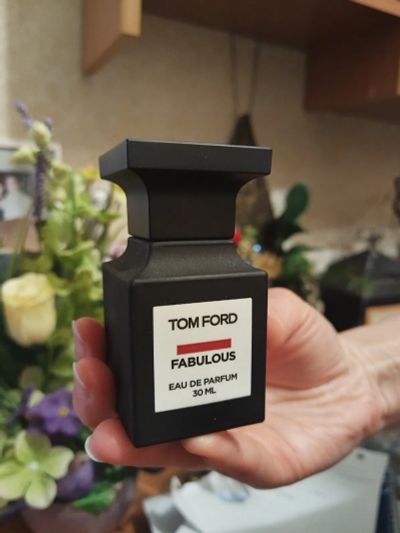 TOM FORD
FABULOUS
EAU DE PARFUM
30 ML